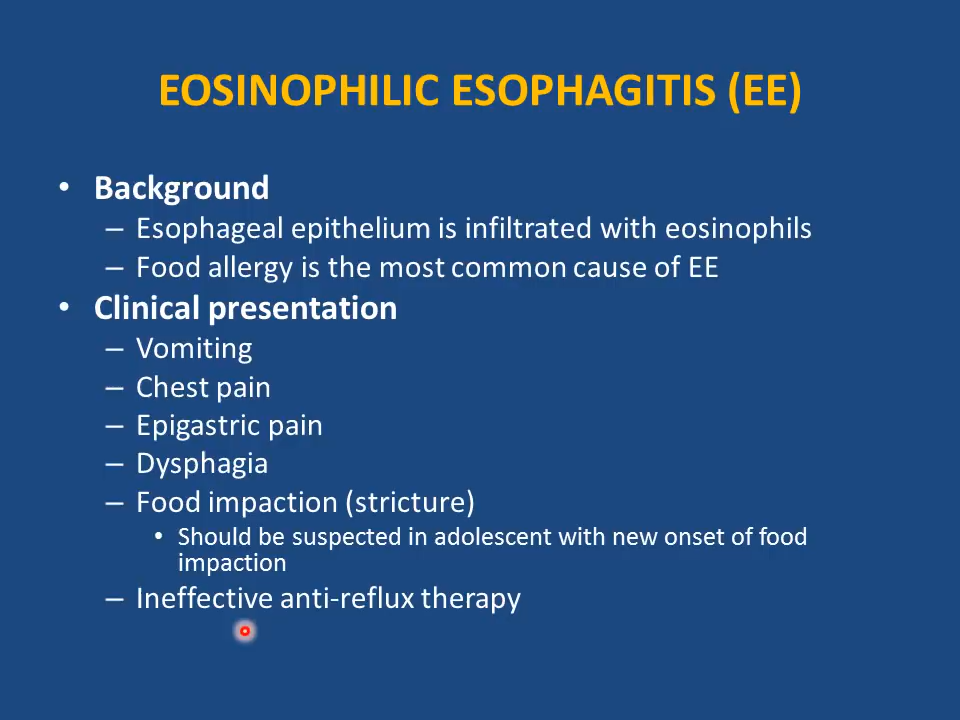 EOSINOPHILIC ESOPHAGITIS (EE)
• Background
– Esophageal epithelium is infiltrated with eosinophils
– Food allergy is the most common cause of EE
• Clinical presentation
– Vomiting
– Chest pain
– Epigastric pain
– Dysphagia
– Food impaction (stricture)
• Should be suspected in adolescent with new onset of food
impaction
– Ineffective anti-reflux therapy